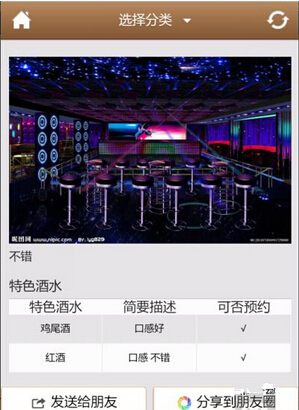 选择分类
昵图网 www.nipic.com By: lyg829
不错
特色酒水
特色酒水 简要描述 可否预约
鸡尾酒 口感好 √
红酒 口感 不错 √
发送给朋友 分享到朋友圈